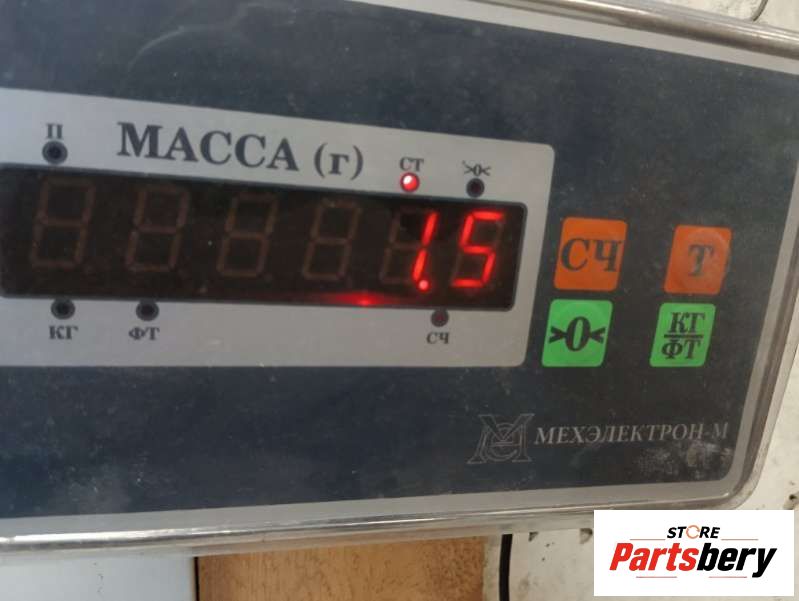 П
МАССА (г)
СТ
>0<
1.5
КГ
ФТ
СЧ
СЧ
Т
>0<
КГ
ФТ
МЕХЭЛЕКТРОН-М
STORE
Partsbery